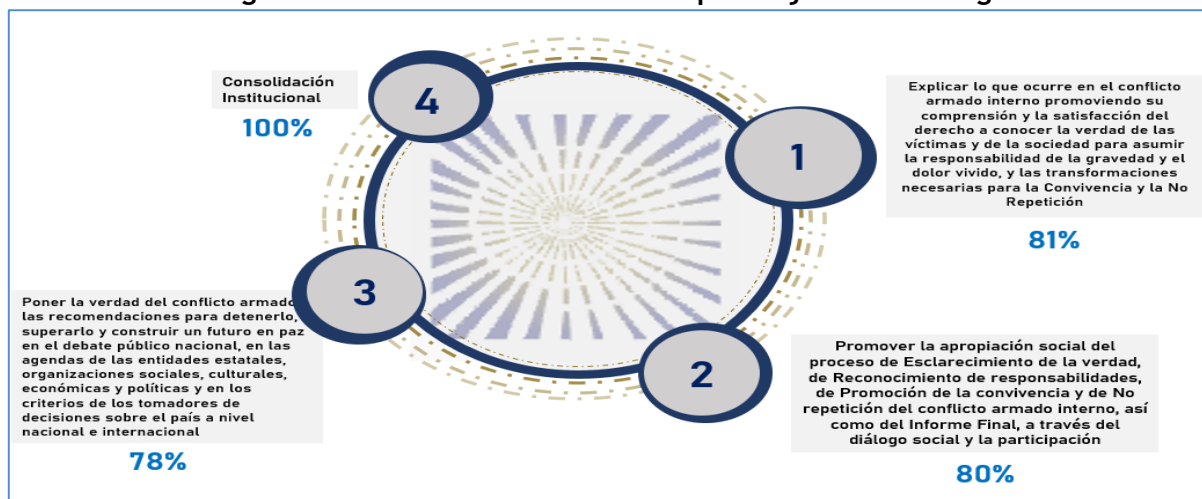 4
Consolidación
Institucional
100%
1
Explicar lo que ocurre en el conflicto
armado interno promoviendo su
comprensión y la satisfacción del
derecho a conocer la verdad de las
víctimas y de la sociedad para asumir
la responsabilidad de la gravedad y el
dolor vivido, y las transformaciones
necesarias para la Convivencia y la No
Repetición
81%
3
Poner la verdad del conflicto armado
las recomendaciones para detenerlo,
superarlo y construir un futuro en paz
en el debate público nacional, en las
agendas de las entidades estatales,
organizaciones sociales, culturales,
económicas y políticas y en los
criterios de los tomadores de
decisiones sobre el país a nivel
nacional e internacional
78%
2
Promover la apropiación social del
proceso de Esclarecimiento de la verdad,
de Reconocimiento de responsabilidades,
de Promoción de la convivencia y de No
repetición del conflicto armado interno, así
como del Informe Final, a través del
diálogo social y la participación
80%